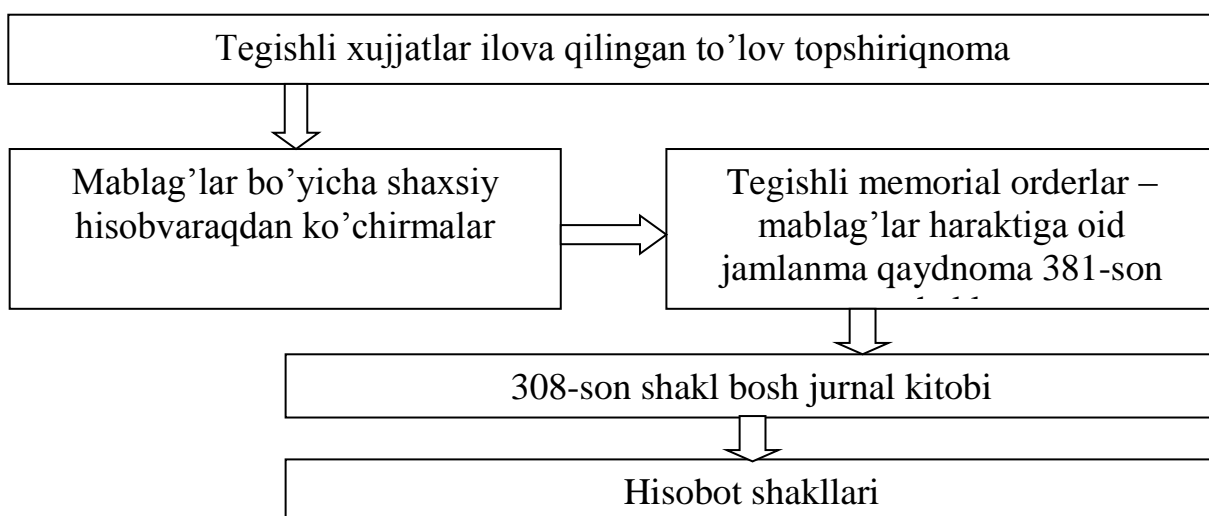 Tegishli xujjatlar ilova qilingan to’lov topshiriqnoma
Mablag’lar bo’yicha shaxsiy
hisobvaraqdan ko’chirmalar
Tegishli memorial orderlar –
mablag’lar haraktiga oid
jamlanma qaydnoma 381-son
308-son shakl bosh jurnal kitobi
Hisobot shakllari